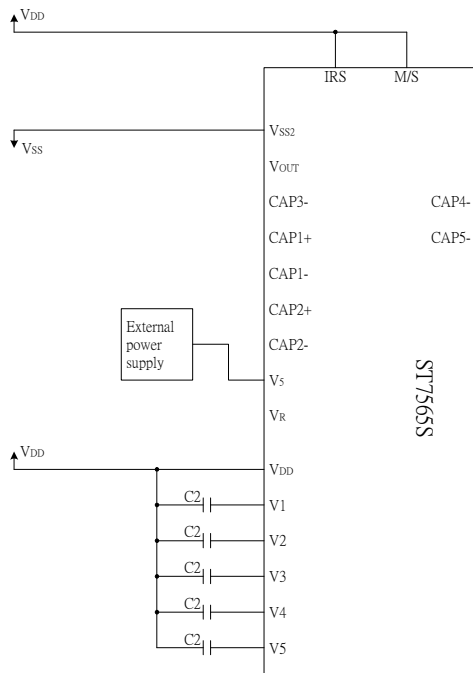 VDD
IRS M/S
VSS2
VSS
VOUT
CAP3- CAP4-
CAP1+ CAP5-
CAP1-
CAP2+
External
power
supply
CAP2-
V5
ST7565S
VR
VDD
VDD
C2 V1
C2 V2
C2 V3
C2 V4
C2 V5